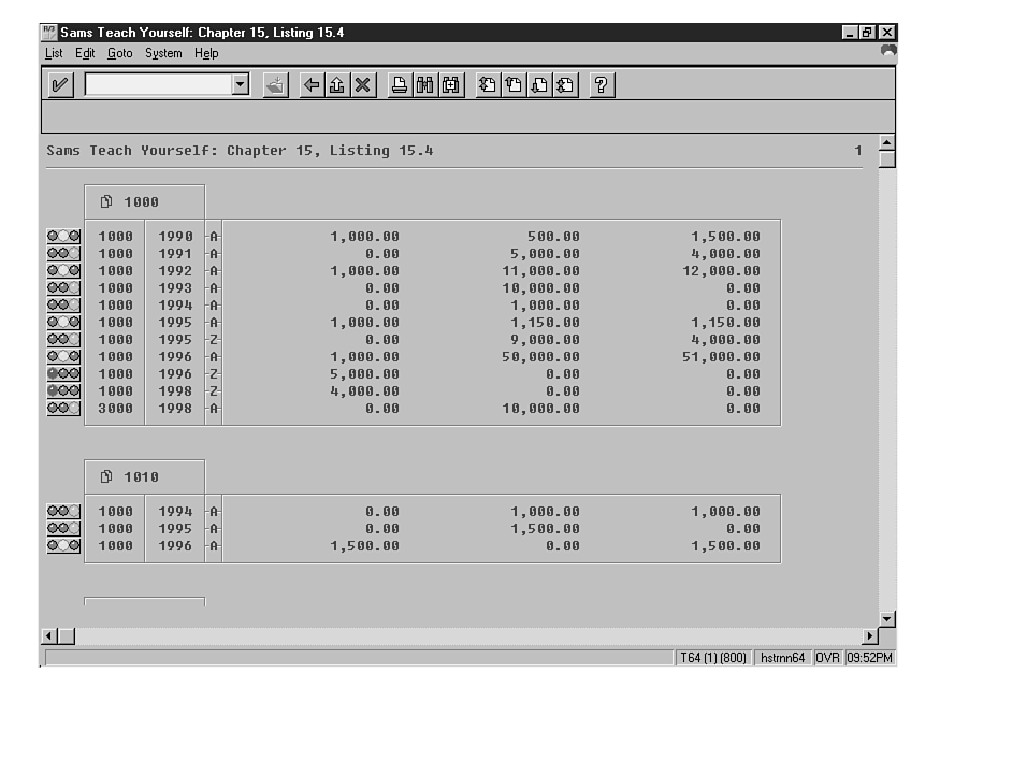 Sams Teach Yourself: Chapter 15, Listing 15.4
List Edit Goto System Help
Sams Teach Yourself: Chapter 15, Listing 15.4 1
1000
1000 1990 A 1,000.00 500.00 1,500.00
1000 1991 A 0.00 5,000.00 4,000.00
1000 1992 A 1,000.00 11,000.00 12,000.00
1000 1993 A 0.00 10,000.00 0.00
1000 1994 A 0.00 1,000.00 0.00
1000 1995 A 1,000.00 1,150.00 1,150.00
1000 1995 Z 0.00 9,000.00 4,000.00
1000 1996 A 1,000.00 50,000.00 51,000.00
1000 1996 Z 5,000.00 0.00 0.00
1000 1998 Z 4,000.00 0.00 0.00
3000 1998 A 0.00 10,000.00 0.00
1010
1000 1994 A 0.00 1,000.00 1,000.00
1000 1995 A 0.00 1,500.00 0.00
1000 1996 A 1,500.00 0.00 1,500.00
T64 (1) (800) hstrnn64 OVR 09:52PM